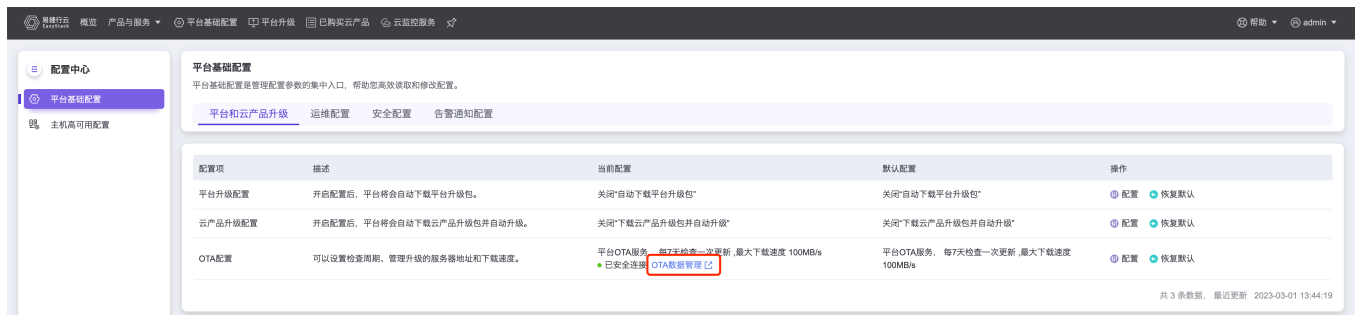 易捷行云 EasyStack 概览 产品与服务 平台基础配置 平台升级 已购买云产品 云监控服务 帮助 admin
配置中心
平台基础配置
主机高可用配置
平台基础配置
平台基础配置是管理配置参数的集中入口，帮助您高效读取和修改配置。
平台和云产品升级 运维配置 安全配置 告警通知配置
配置项 描述 当前配置 默认配置 操作
平台升级配置 开启配置后，平台将会自动下载平台升级包。 关闭“自动下载平台升级包” 关闭“自动下载平台升级包” 配置 恢复默认
云产品升级配置 开启配置后，平台将会自动下载云产品升级包并自动升级。 关闭“下载云产品升级包并自动升级” 关闭“下载云产品升级包并自动升级” 配置 恢复默认
OTA配置 可以设置检查周期、管理升级的服务器地址和下载速度。 平台OTA服务， 每7天检查一次更新 ,最大下载速度 100MB/s
已安全连接 OTA数据管理
平台OTA服务， 每7天检查一次更新 ,最大下载速度
100MB/s
配置 恢复默认
共 3 条数据， 最近更新 2023-03-01 13:44:19